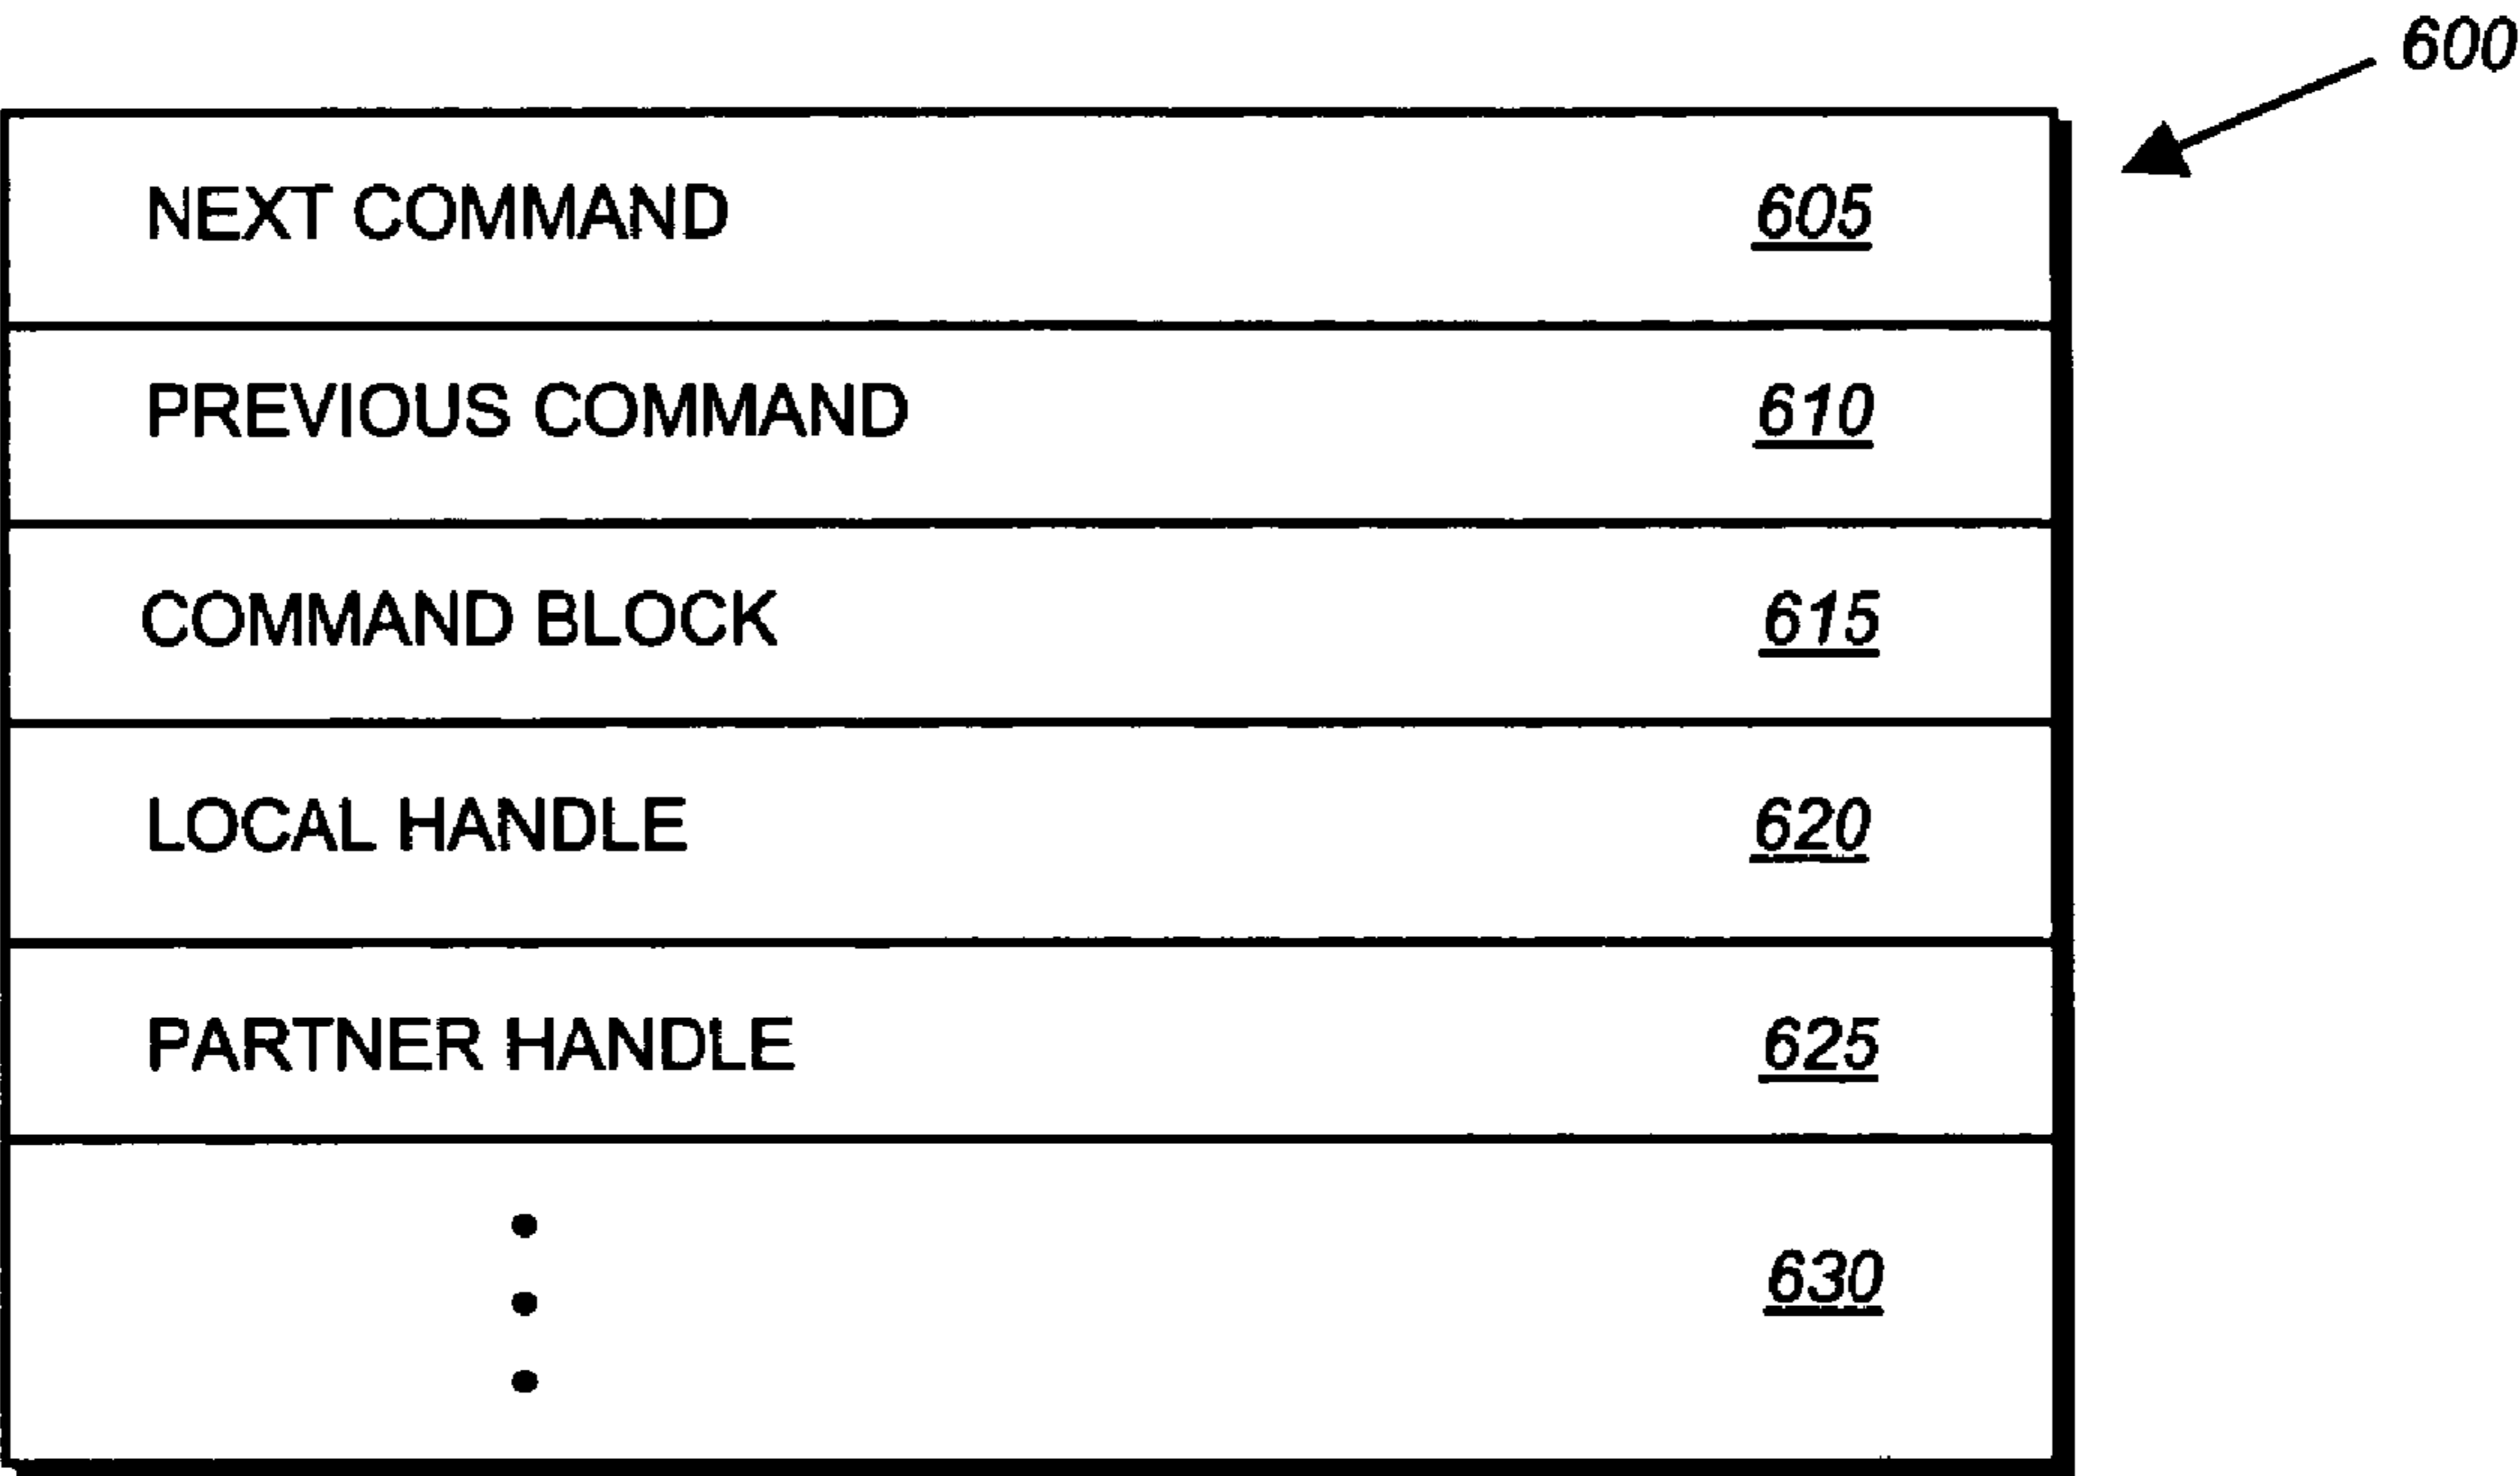 600
NEXT COMMAND 605
PREVIOUS COMMAND 610
COMMAND BLOCK 615
LOCAL HANDLE 620
PARTNER HANDLE 625
630